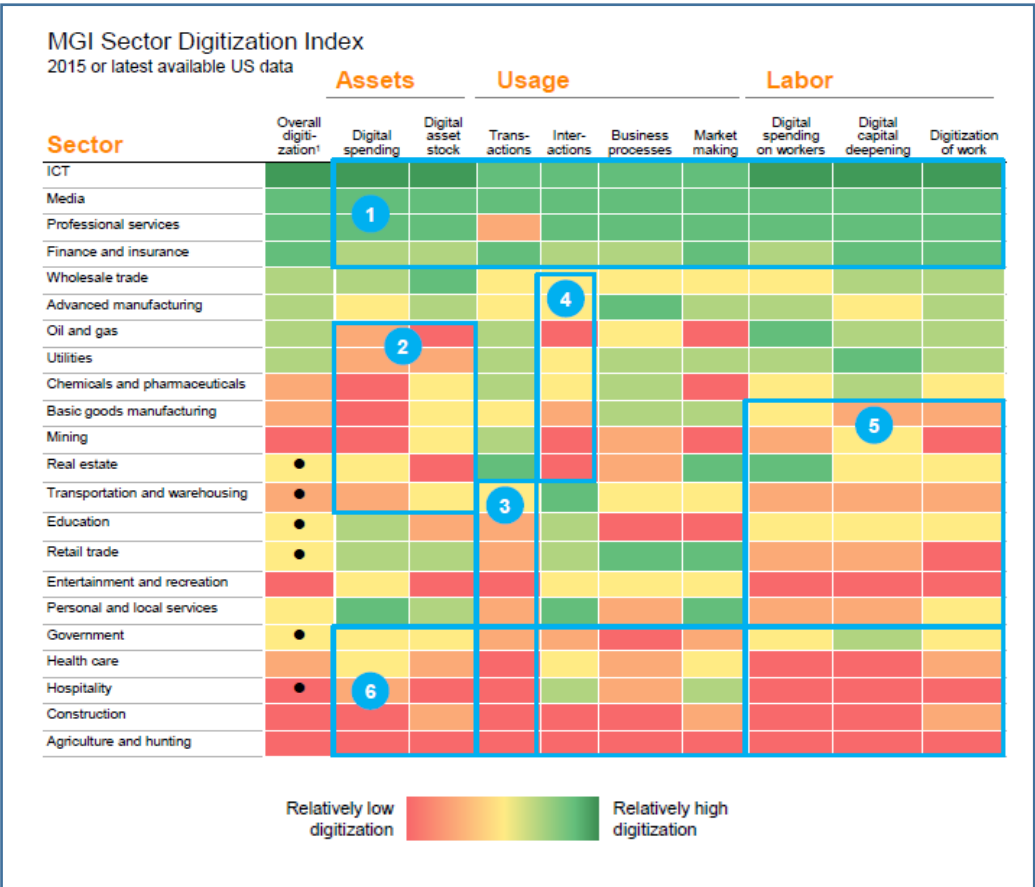 MGI Sector Digitization Index
2015 or latest available US data
Assets
Usage
Labor
Sector
Overall
digiti-
zation¹
Digital
spending
Digital
asset
stock
Trans-
actions
Inter-
actions
Business
processes
Market
making
Digital
spending
on workers
Digital
capital
deepening
Digitization
of work
ICT
Media
1
Professional services
Finance and insurance
Wholesale trade
4
Advanced manufacturing
Oil and gas
2
Utilities
Chemicals and pharmaceuticals
Basic goods manufacturing
5
Mining
Real estate
Transportation and warehousing
3
Education
Retail trade
Entertainment and recreation
Personal and local services
Government
Health care
Hospitality
6
Construction
Agriculture and hunting
Relatively low
digitization
Relatively high
digitization